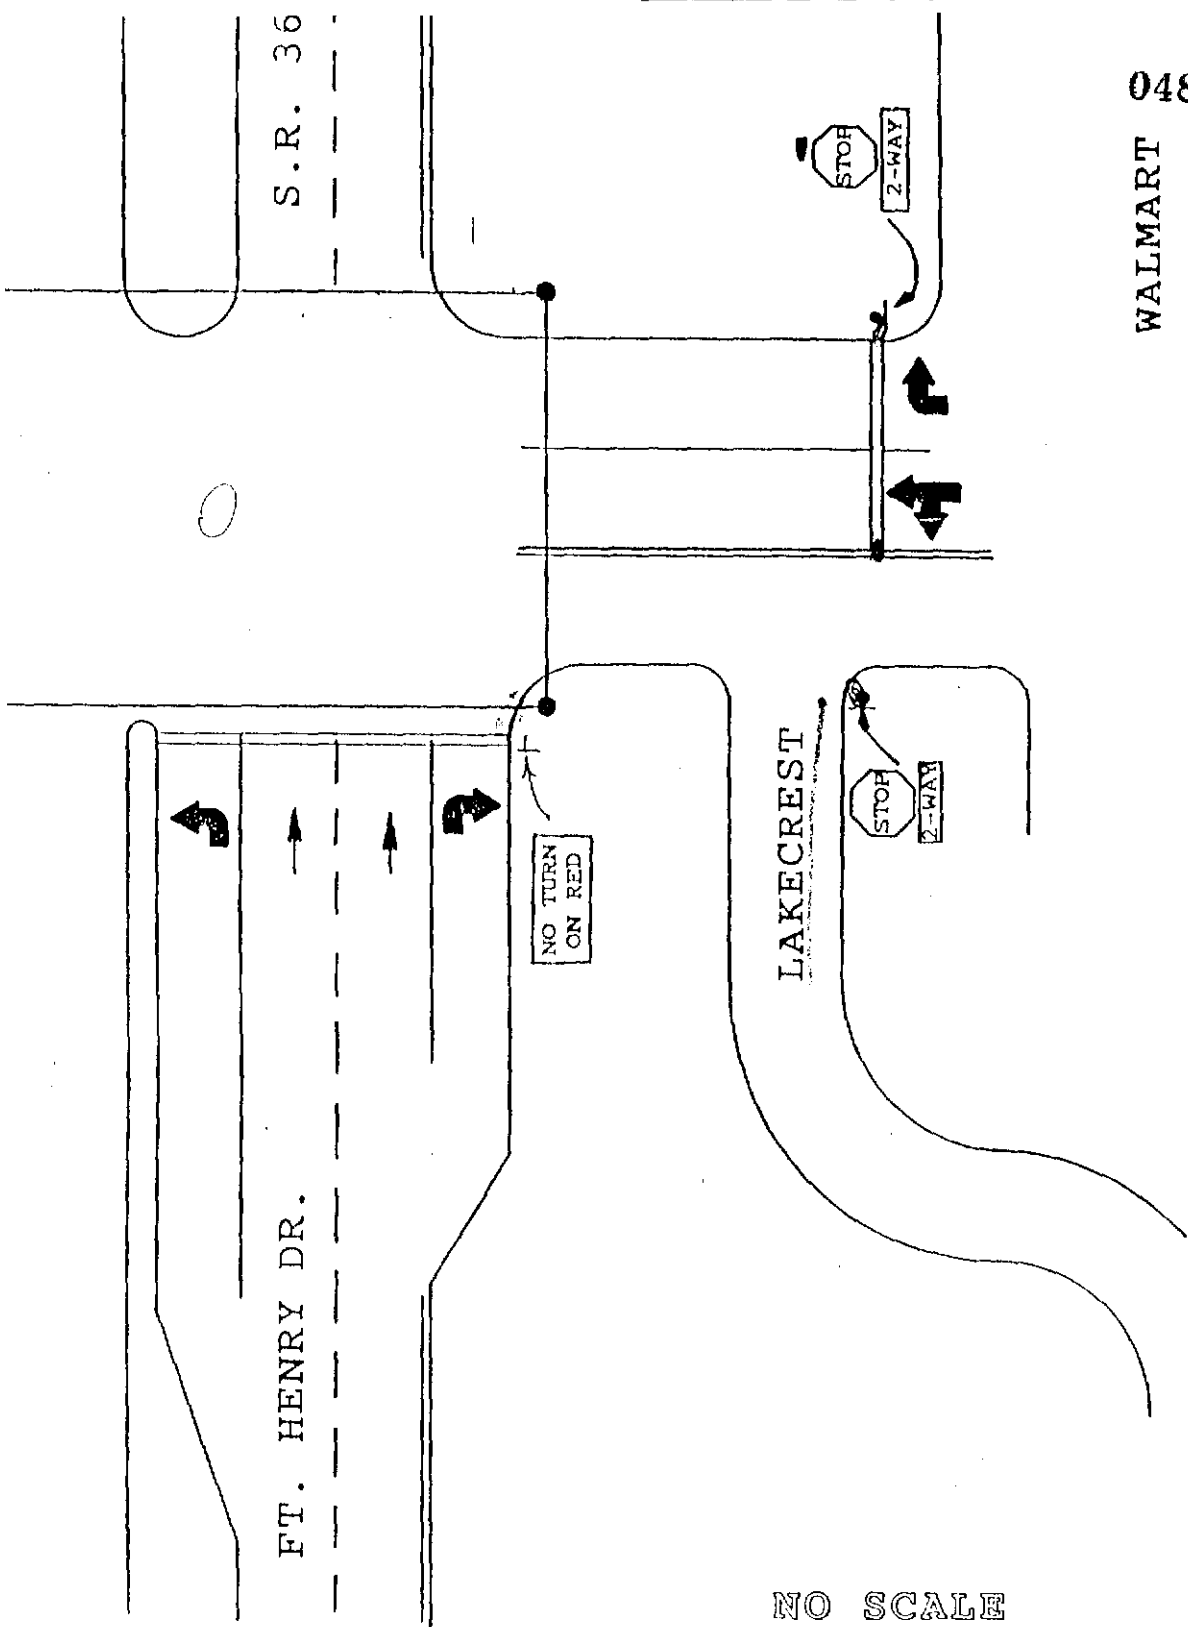 S.R. 36
048
WALMART
STOP
2-WAY
NO TURN
ON RED
LAKECREST
STOP
2-WAY
FT. HENRY DR.
NO SCALE